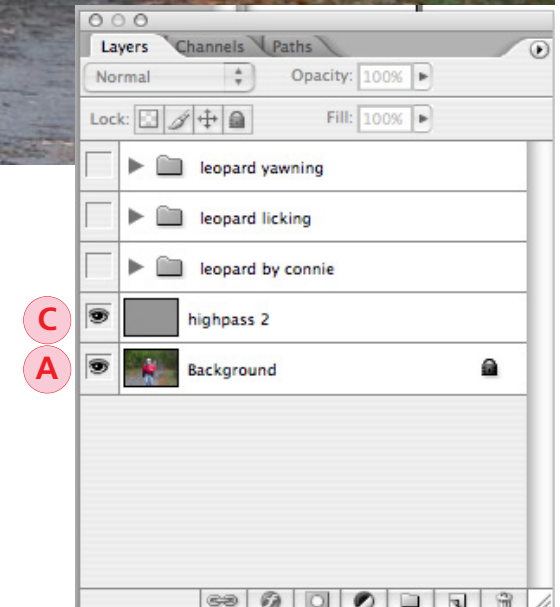 Layers Channels Paths
Normal Opacity: 100%
Lock: Fill: 100%
leopard yawning
leopard licking
leopard by connie
C highpass 2
A Background